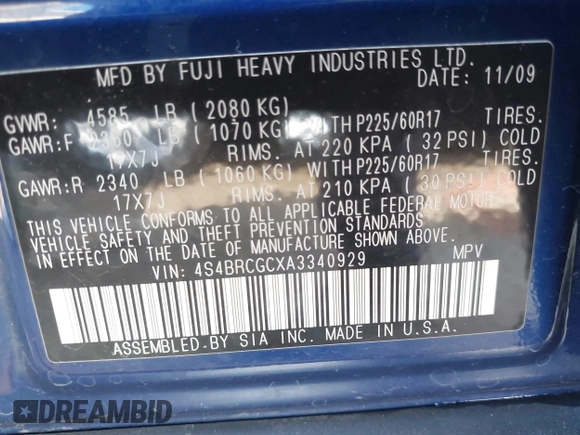 MFD BY FUJI HEAVY INDUSTRIES LTD.
DATE: 11/09
GVWR: 4585 LB (2080 KG)
GAWR:F 2360 LB (1070 KG) WITH P225/60R17 TIRES.
17X7J RIMS. AT 220 KPA (32 PSI) COLD
GAWR:R 2340 LB (1060 KG) WITH P225/60R17 TIRES.
17X7J RIMS. AT 210 KPA (30 PSI) COLD
THIS VEHICLE CONFORMS TO ALL APPLICABLE FEDERAL MOTOR
VEHICLE SAFETY AND THEFT PREVENTION STANDARDS
IN EFFECT ON THE DATE OF MANUFACTURE SHOWN ABOVE.
VIN: 4S4BRCGCXA3340929 MPV
ASSEMBLED BY SIA INC. MADE IN U.S.A.
DREAMBID